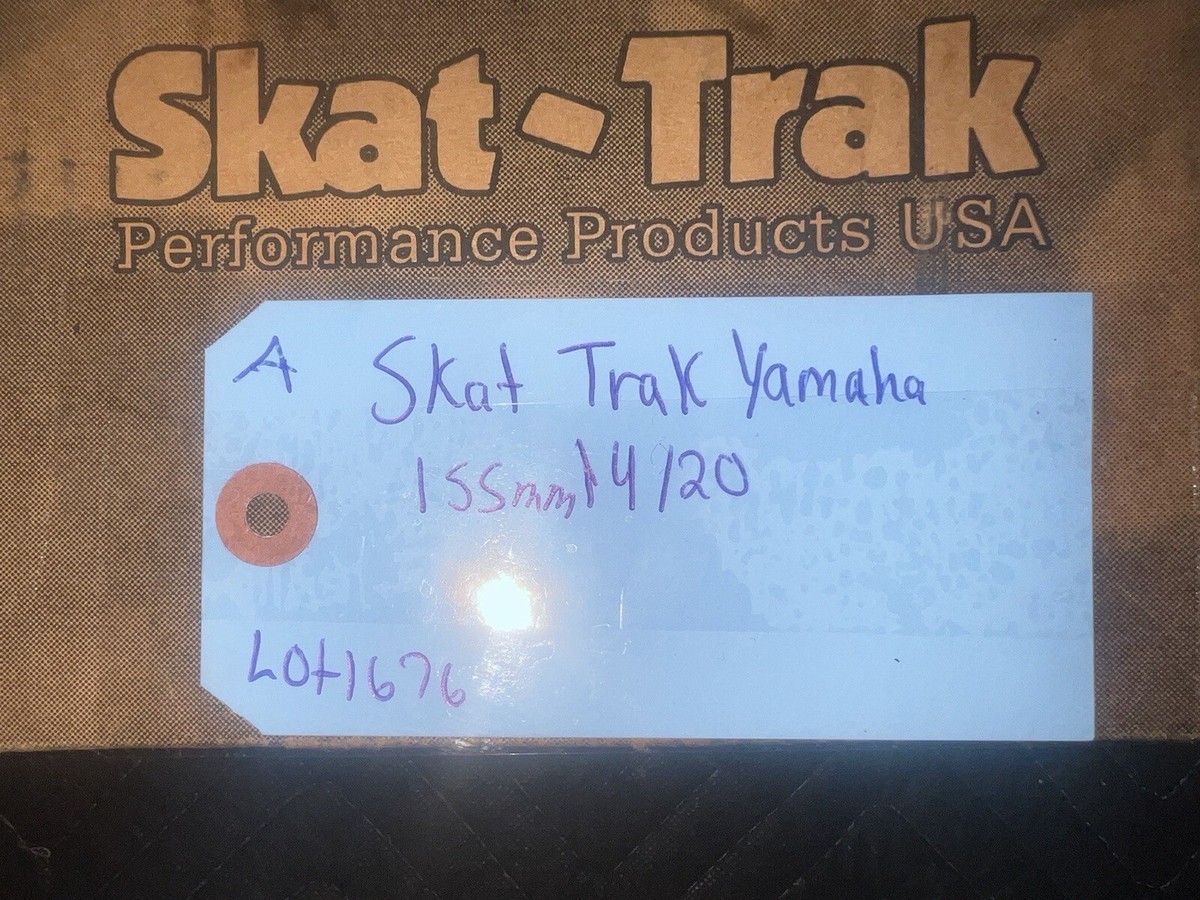 Skat-Trak
Performance Products USA
A Skat Trak Yamaha
155mm 14/20
Lot 1676